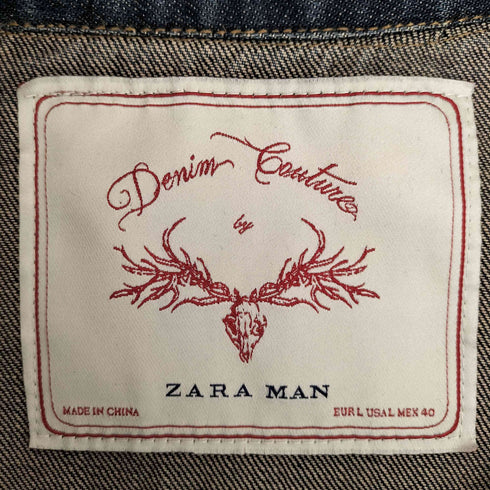 Denim Couture
by
ZARA MAN
MADE IN CHINA
EUR L USA L MEX 40